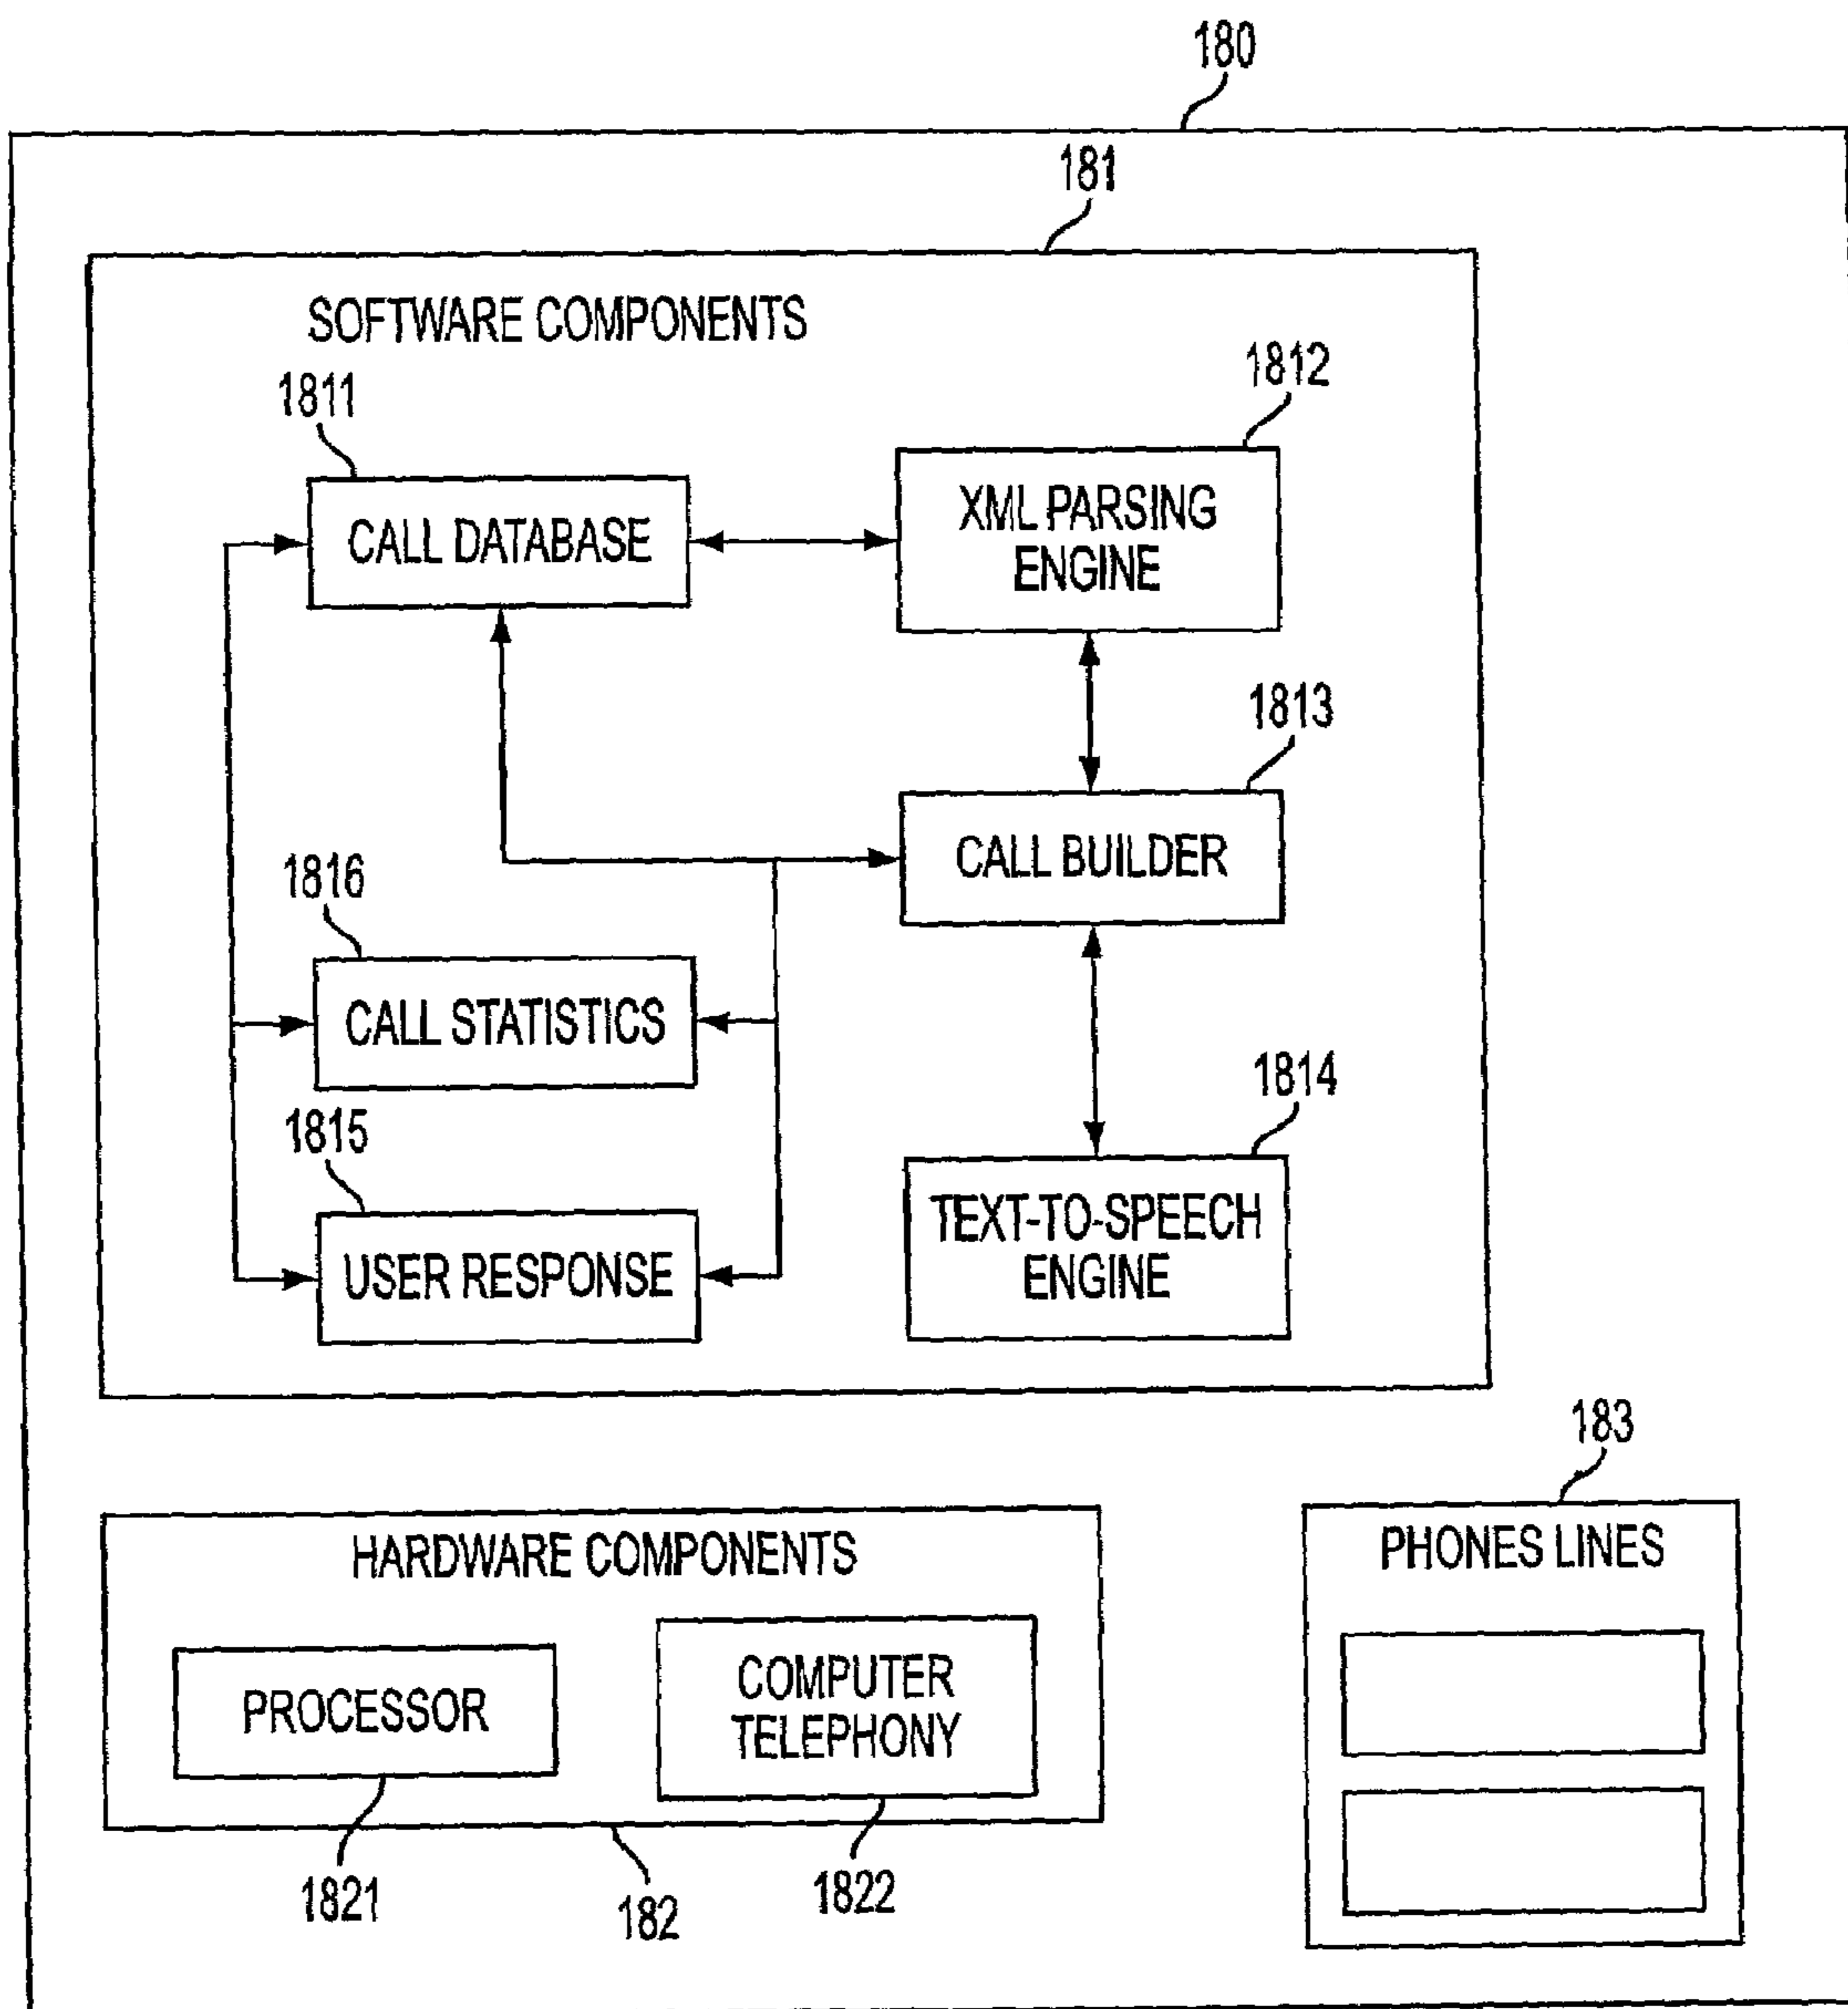 180
181
SOFTWARE COMPONENTS
1811
1812
CALL DATABASE
XML PARSING
ENGINE
1813
CALL BUILDER
1816
CALL STATISTICS
1814
1815
TEXT-TO-SPEECH
ENGINE
USER RESPONSE
183
HARDWARE COMPONENTS
PHONES LINES
PROCESSOR
COMPUTER
TELEPHONY
1821
182
1822